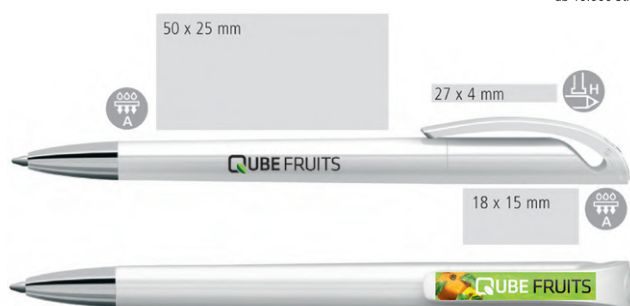 50 x 25 mm
A
27 x 4 mm
H
QUBE FRUITS
18 x 15 mm
A
QUBE FRUITS